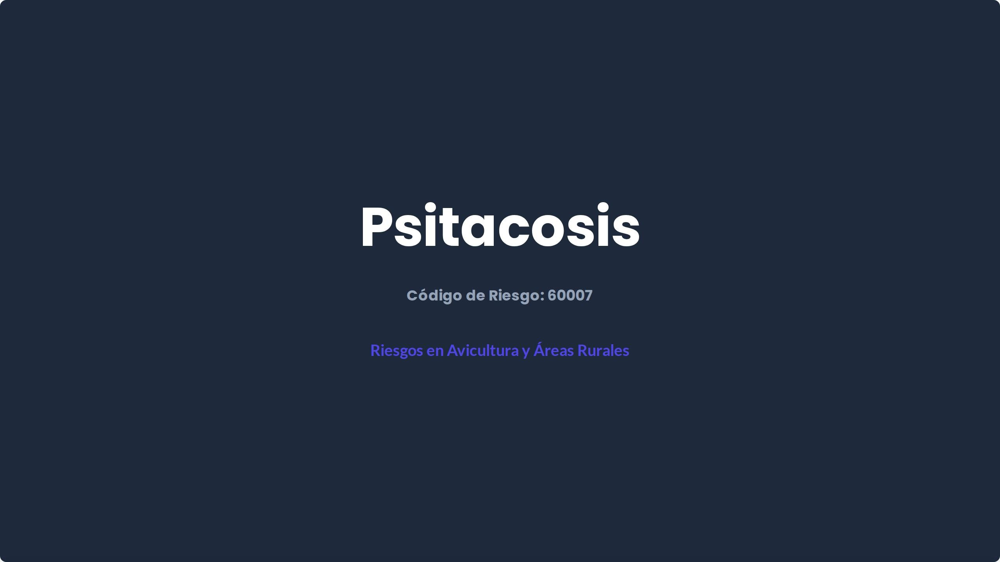 Psitacosis
Código de Riesgo: 60007
Riesgos en Avicultura y Áreas Rurales